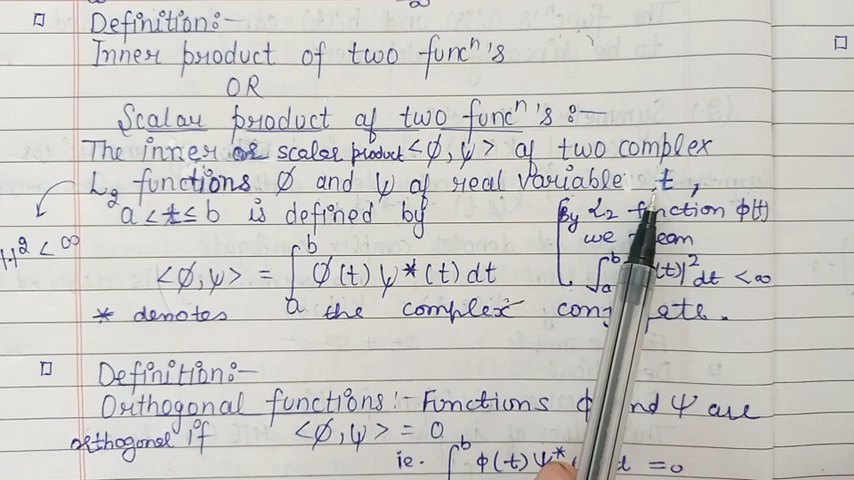 Definition:-
Inner product of two funcⁿ's
OR
Scalar product of two funcⁿ's :-
The inner or scalar product <ϕ, ψ> of two complex
L₂ functions ϕ and ψ of real variable t,
a < t ≤ b is defined by
By L₂ function ϕ(t)
we mean
∫ₐᵇ (t)|² dt < ∞
|·|² < ∞
<ϕ, ψ> = ∫ₐᵇ ϕ(t) ψ*(t) dt
* denotes the complex
Definition:-
Orthogonal functions :- Functions ϕ and ψ are
orthogonal if <ϕ, ψ> = 0
ie. ∫ₐᵇ ϕ(t) ψ* = 0